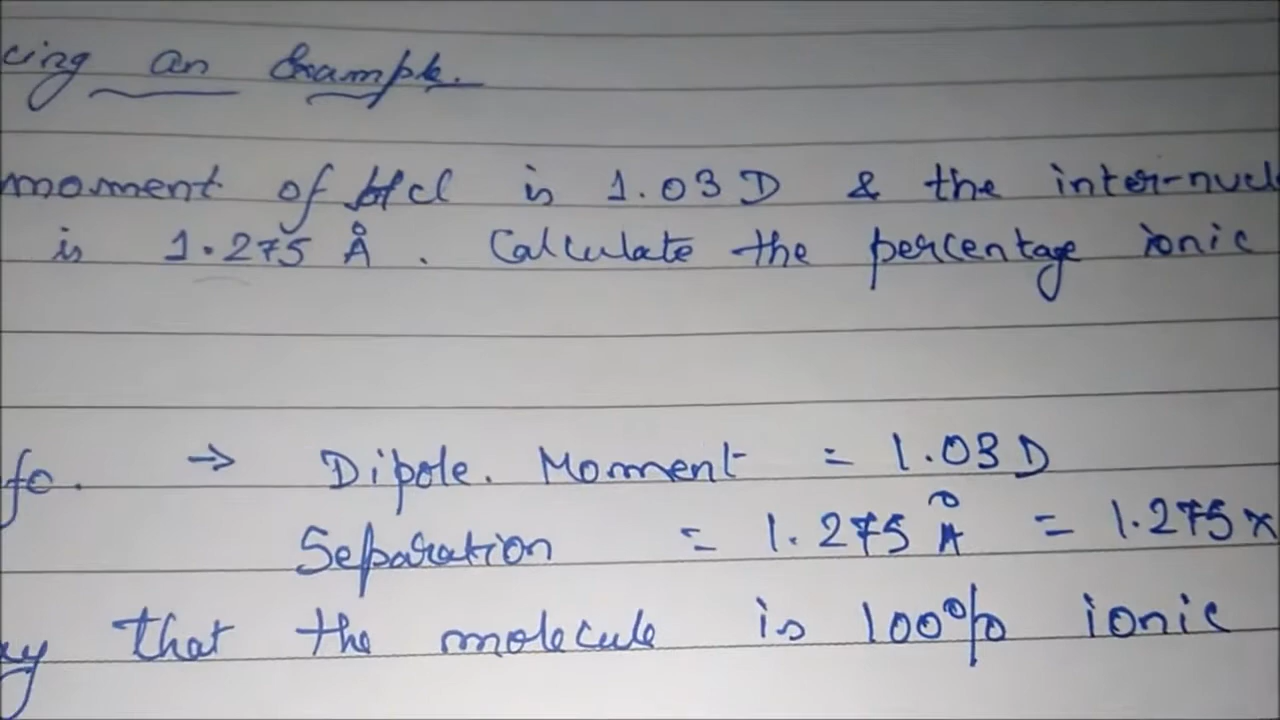 cing an Example.
moment of HCl is 1.03 D & the inter-nucl
is 1.275 Å . Calculate the percentage ionic
fo. → Dipole. Moment = 1.03 D
Separation = 1.275 Å = 1.275 x
ay that the molecule is 100% ionic